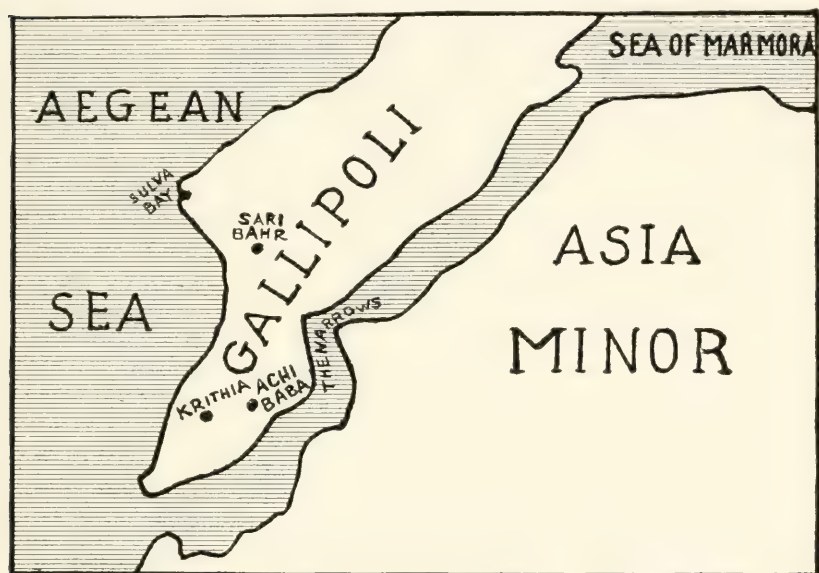 SEA OF MARMORA
AEGEAN
SEA
SULVA
BAY
SARI
BAHR
GALLIPOLI
ASIA
MINOR
THE NARROWS
KRITHIA
ACHI
BABA